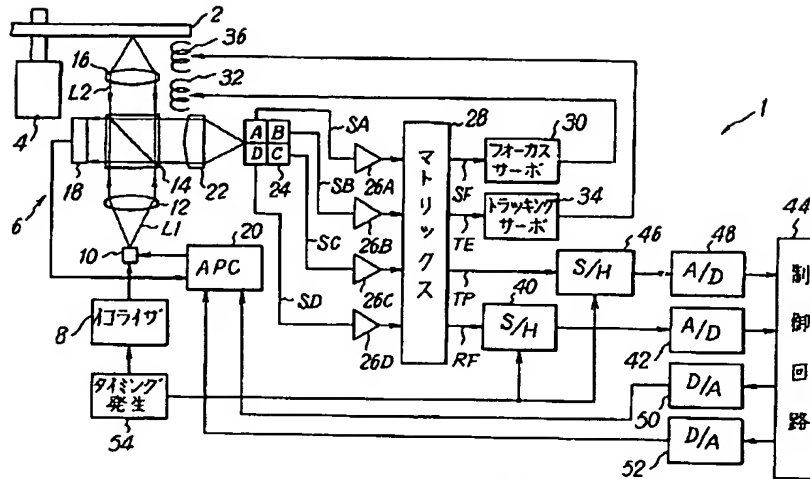 2
36
16
L2
32
4
1
SA
28
30
A B
D C
フォーカス
サーボ
18
14
22
24
SB
26A
SF
34
6
12
トラッキング
サーボ
44
L1
SC
26B
マトリックス
TE
46
48
10
20
APC
S/H
A/D
SD
26C
TP
40
S/H
A/D
制御回路
8
イコライザ
26D
RF
42
D/A
タイミング
発生
50
54
D/A
52